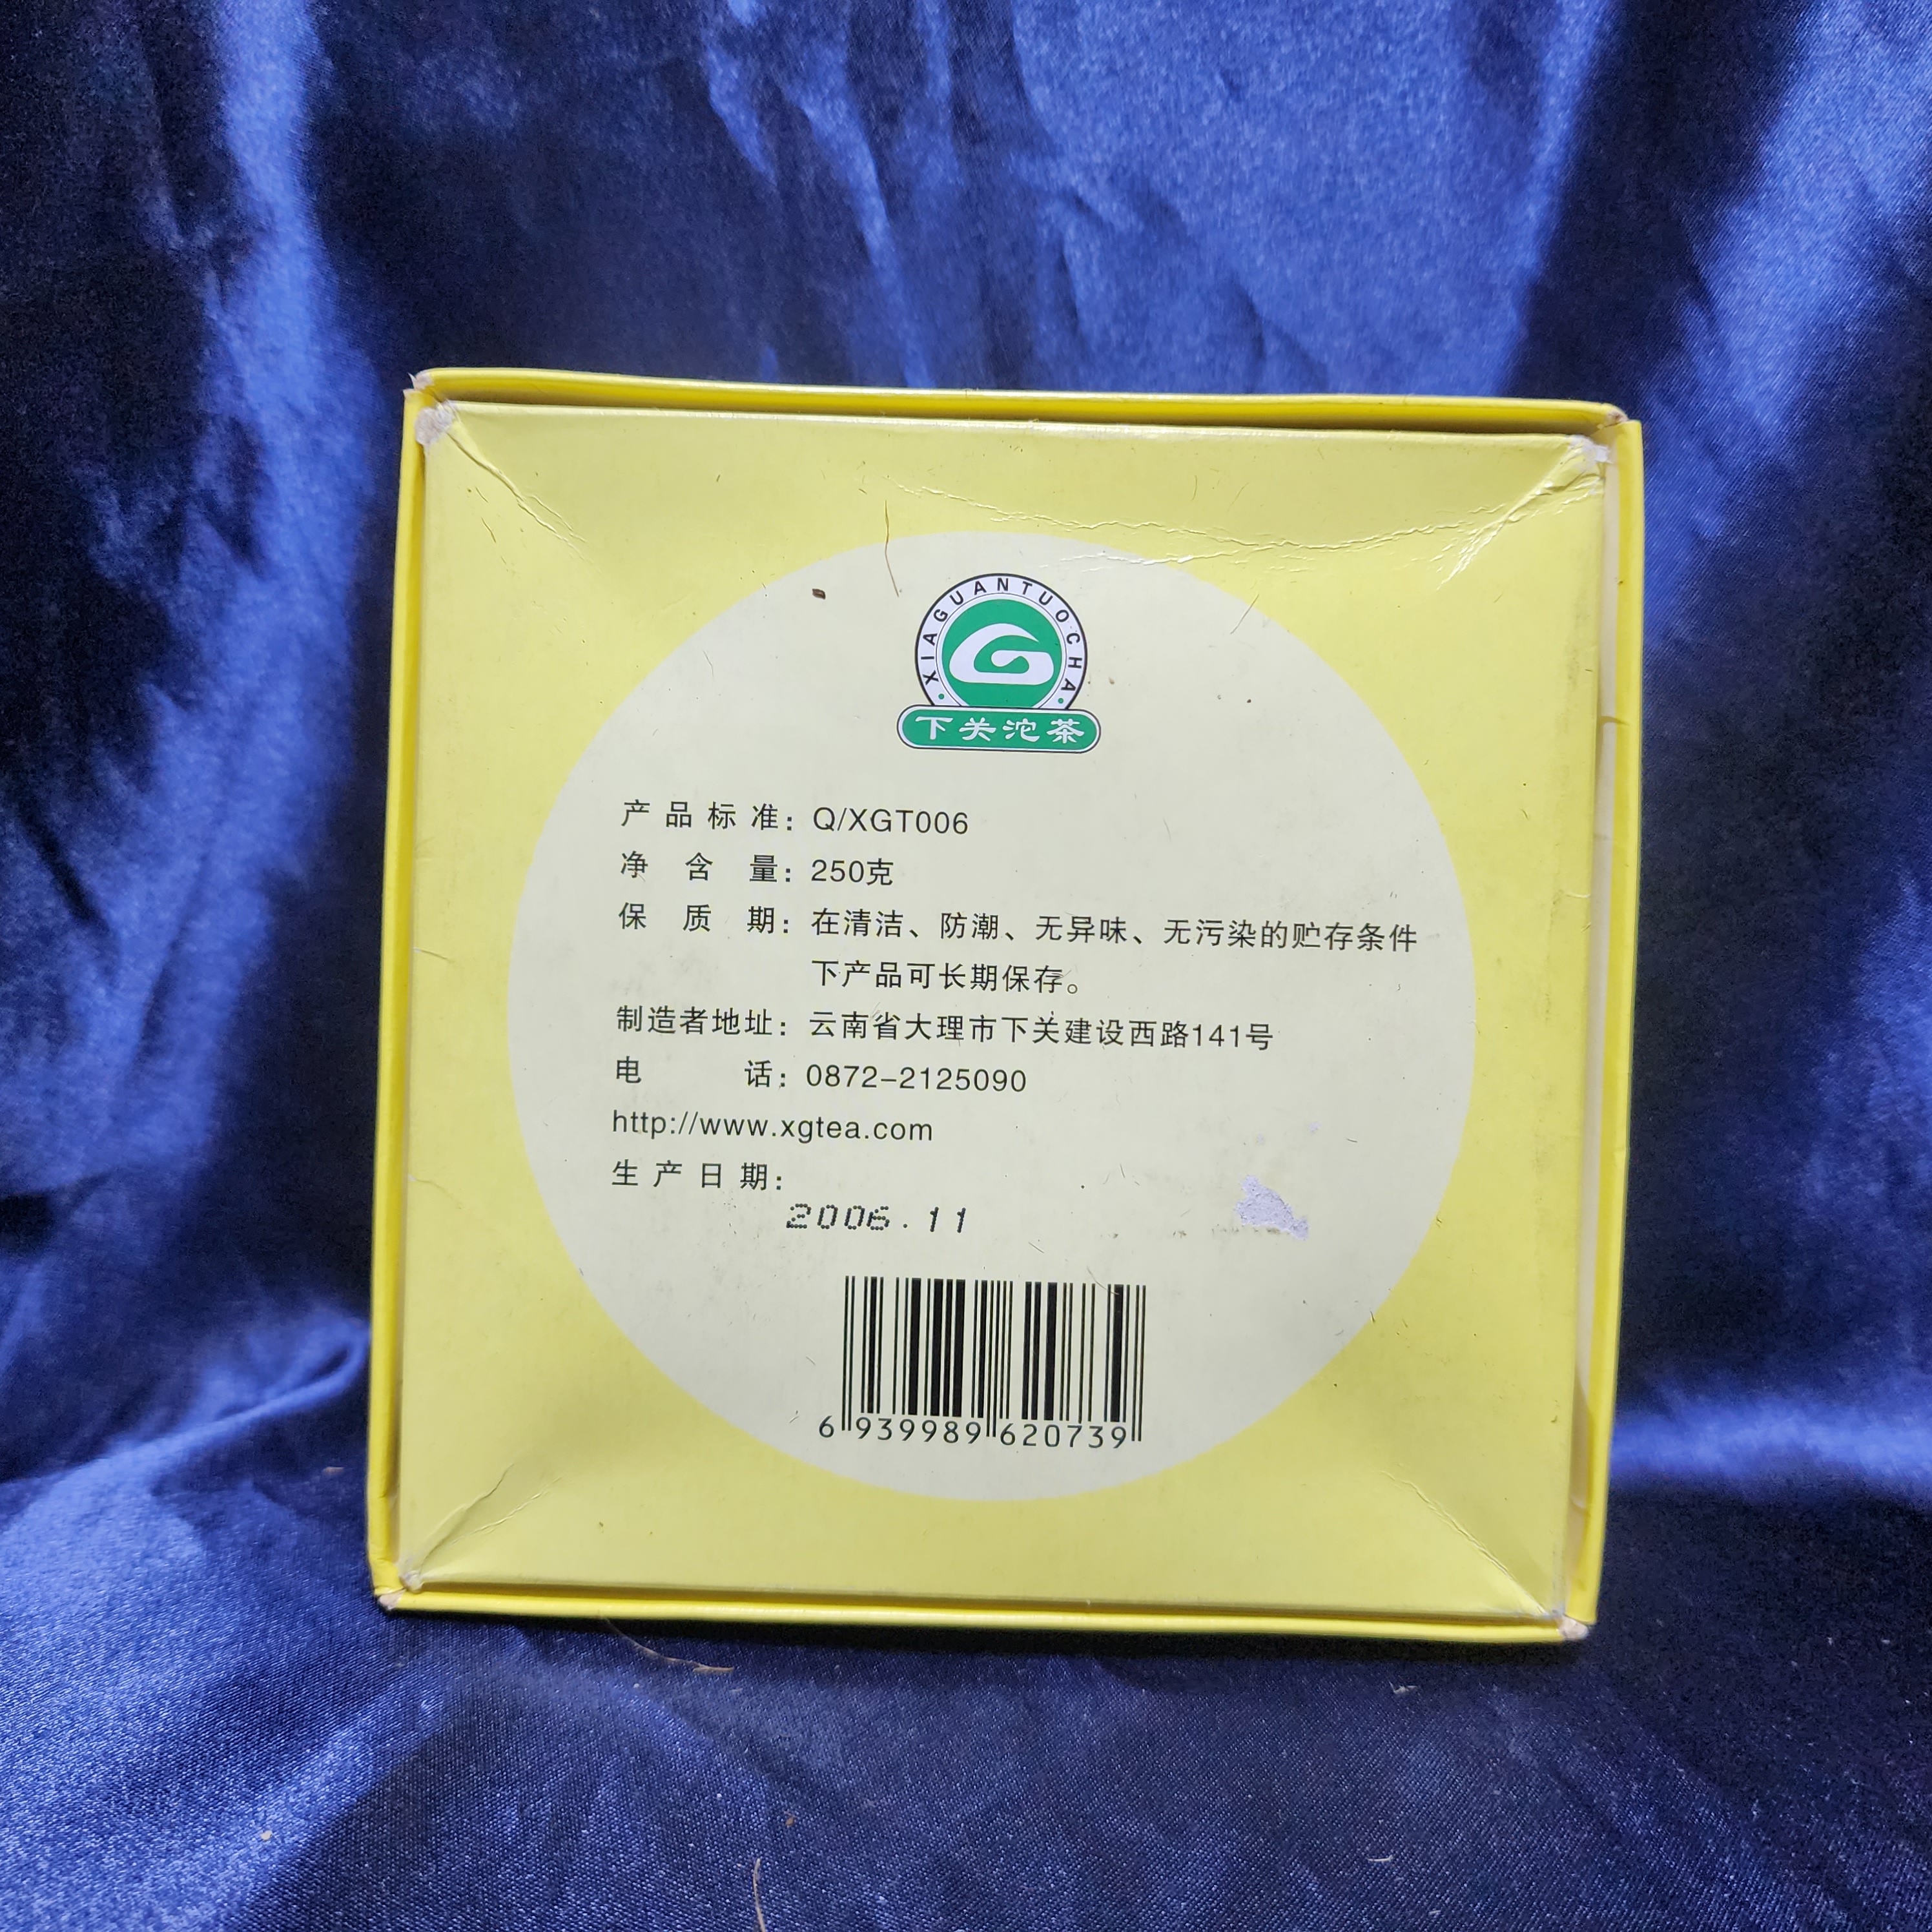 XIAGUANTUOCHA
下关沱茶
产品标准：Q/XGT006
净含量：250克
保质期：在清洁、防潮、无异味、无污染的贮存条件
下产品可长期保存。
制造者地址：云南省大理市下关建设西路141号
电话：0872-2125090
http://www.xgtea.com
生产日期：
2006.11
6 939989 620739